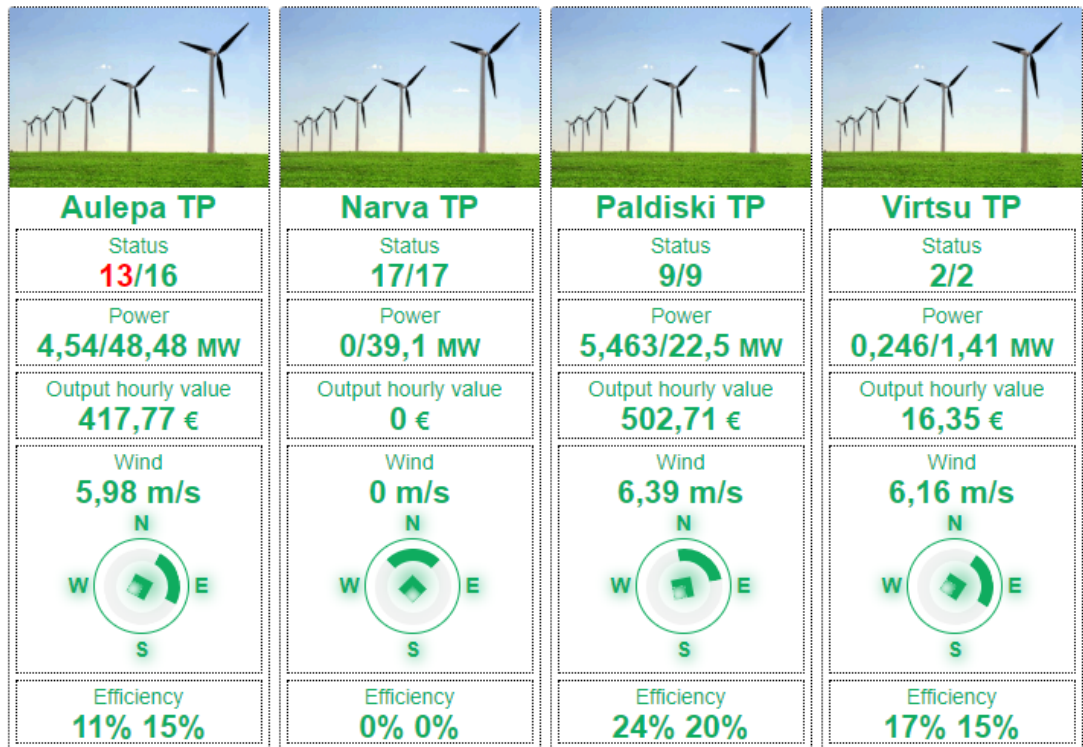 Aulepa TP
Status
13/16
Power
4,54/48,48 MW
Output hourly value
417,77 €
Wind
5,98 m/s
N
W E
S
Efficiency
11% 15%
Narva TP
Status
17/17
Power
0/39,1 MW
Output hourly value
0 €
Wind
0 m/s
N
W E
S
Efficiency
0% 0%
Paldiski TP
Status
9/9
Power
5,463/22,5 MW
Output hourly value
502,71 €
Wind
6,39 m/s
N
W E
S
Efficiency
24% 20%
Virtsu TP
Status
2/2
Power
0,246/1,41 MW
Output hourly value
16,35 €
Wind
6,16 m/s
N
W E
S
Efficiency
17% 15%